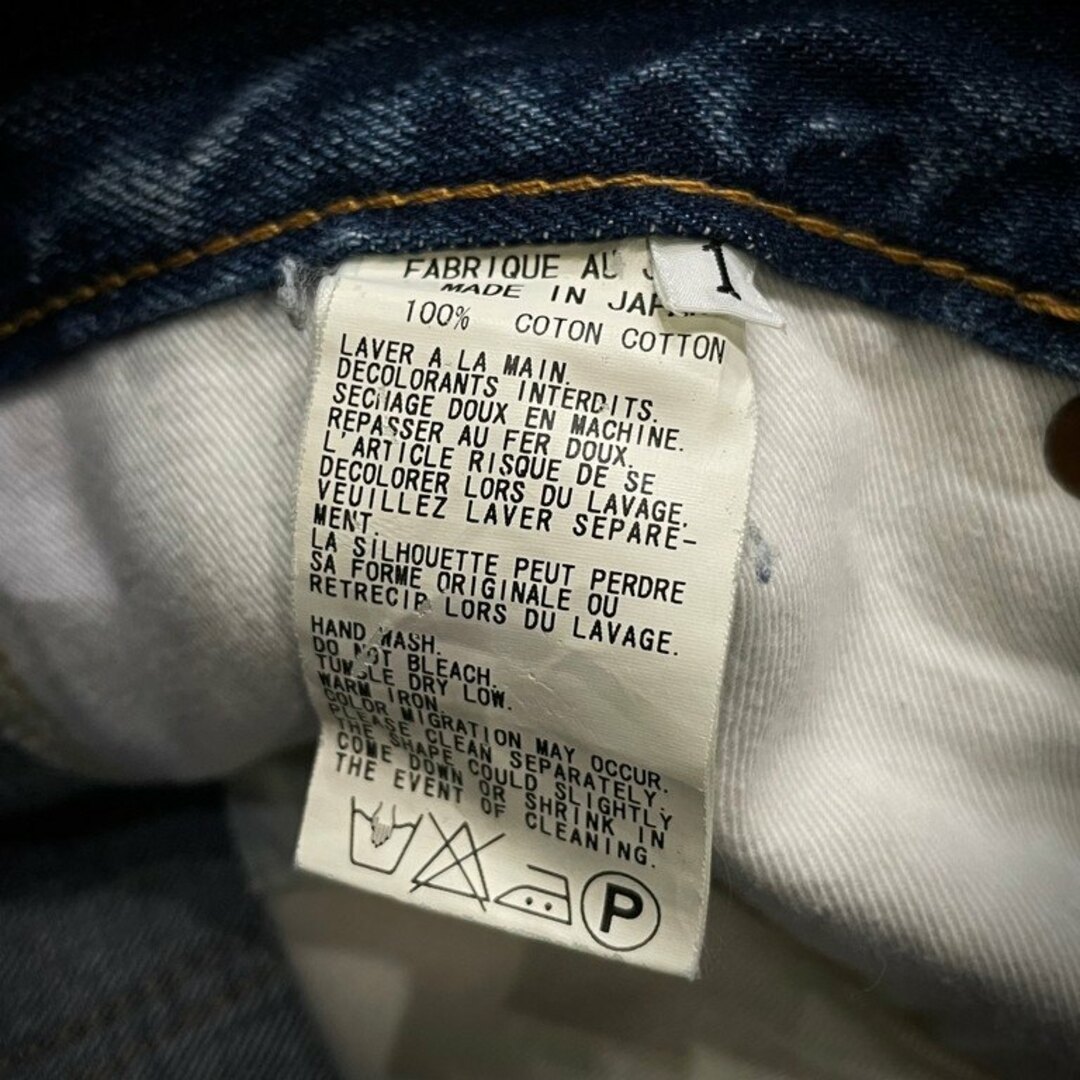 FABRIQUE AU
1
MADE IN JAPAN
100% COTON COTTON
LAVER A LA MAIN.
DECOLORANTS INTERDITS.
SECHAGE DOUX EN MACHINE.
REPASSER AU FER DOUX.
L'ARTICLE RISQUE DE SE
DECOLORER LORS DU LAVAGE.
VEUILLEZ LAVER SEPARE-
MENT.
LA SILHOUETTE PEUT PERDRE
SA FORME ORIGINALE OU
RETRECIR LORS DU LAVAGE.
HAND WASH.
DO NOT BLEACH.
TUMBLE DRY LOW.
WARM IRON.
COLOR MIGRATION MAY OCCUR.
PLEASE CLEAN SEPARATELY.
THE SHAPE COULD SLIGHTLY
COME DOWN OR SHRINK IN
THE EVENT OF CLEANING.
P